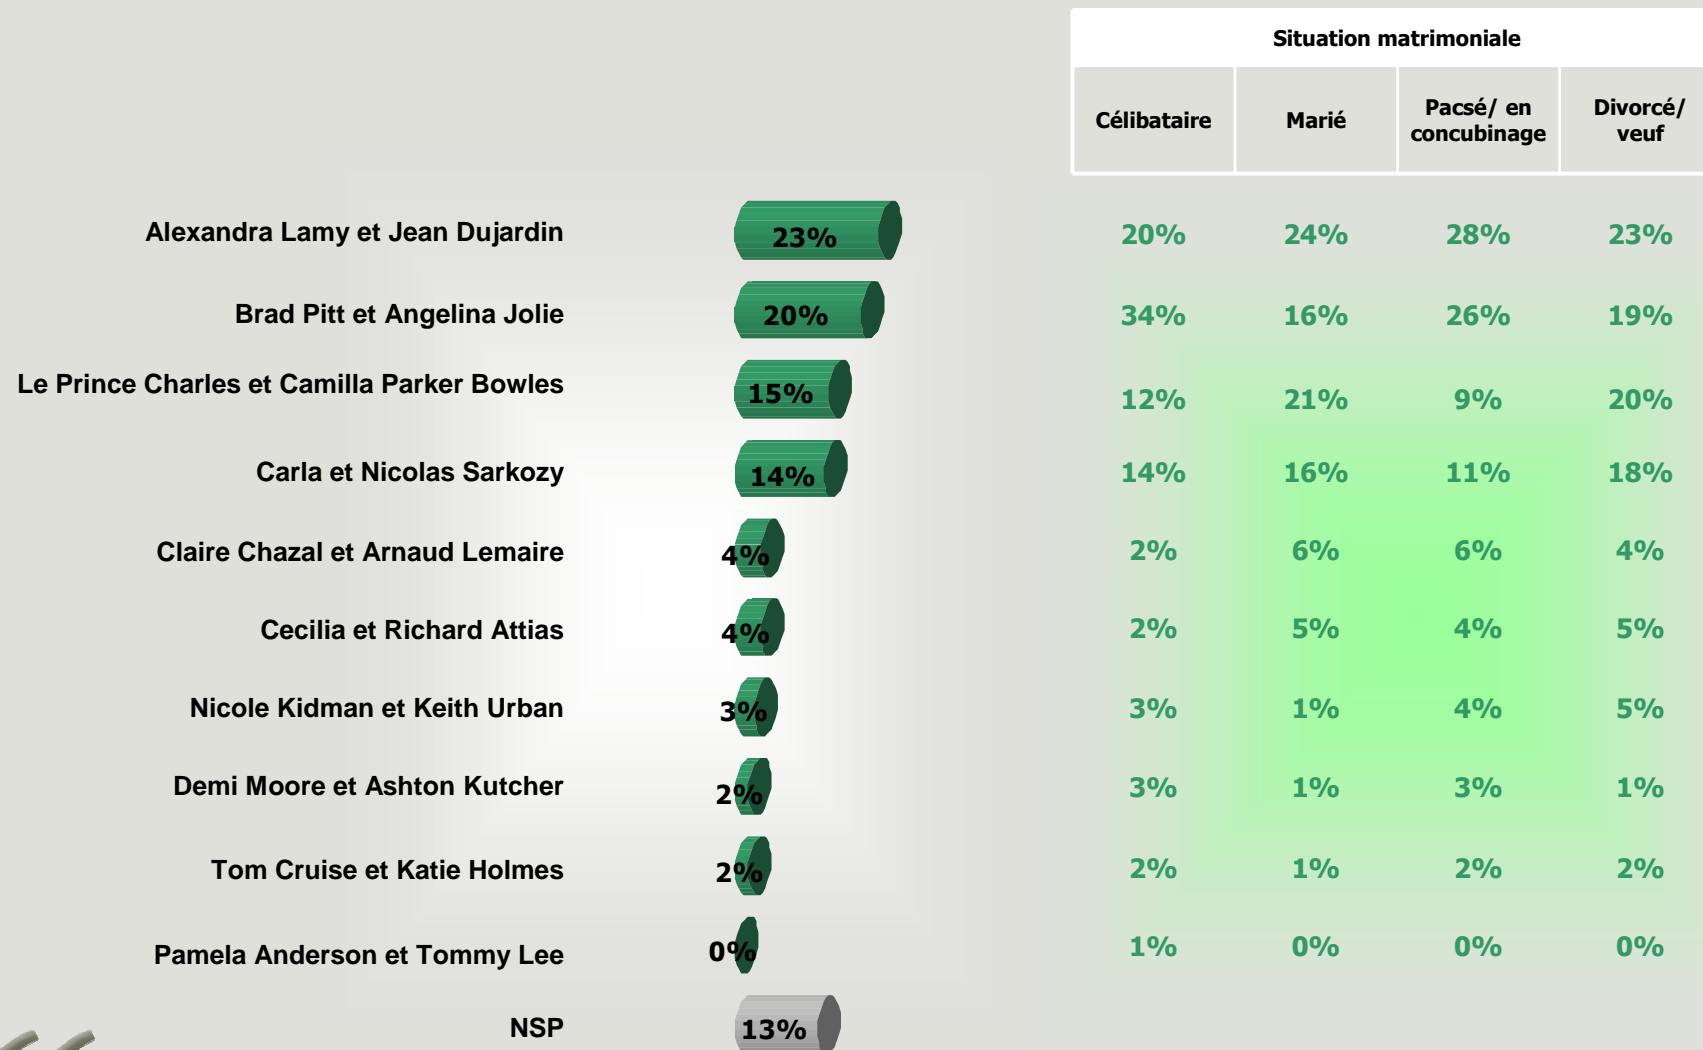 Situation matrimoniale
Célibataire Marié Pacsé/ en concubinage Divorcé/ veuf
Alexandra Lamy et Jean Dujardin 23% 20% 24% 28% 23%
Brad Pitt et Angelina Jolie 20% 34% 16% 26% 19%
Le Prince Charles et Camilla Parker Bowles 15% 12% 21% 9% 20%
Carla et Nicolas Sarkozy 14% 14% 16% 11% 18%
Claire Chazal et Arnaud Lemaire 4% 2% 6% 6% 4%
Cecilia et Richard Attias 4% 2% 5% 4% 5%
Nicole Kidman et Keith Urban 3% 3% 1% 4% 5%
Demi Moore et Ashton Kutcher 2% 3% 1% 3% 1%
Tom Cruise et Katie Holmes 2% 2% 1% 2% 2%
Pamela Anderson et Tommy Lee 0% 1% 0% 0% 0%
NSP 13%